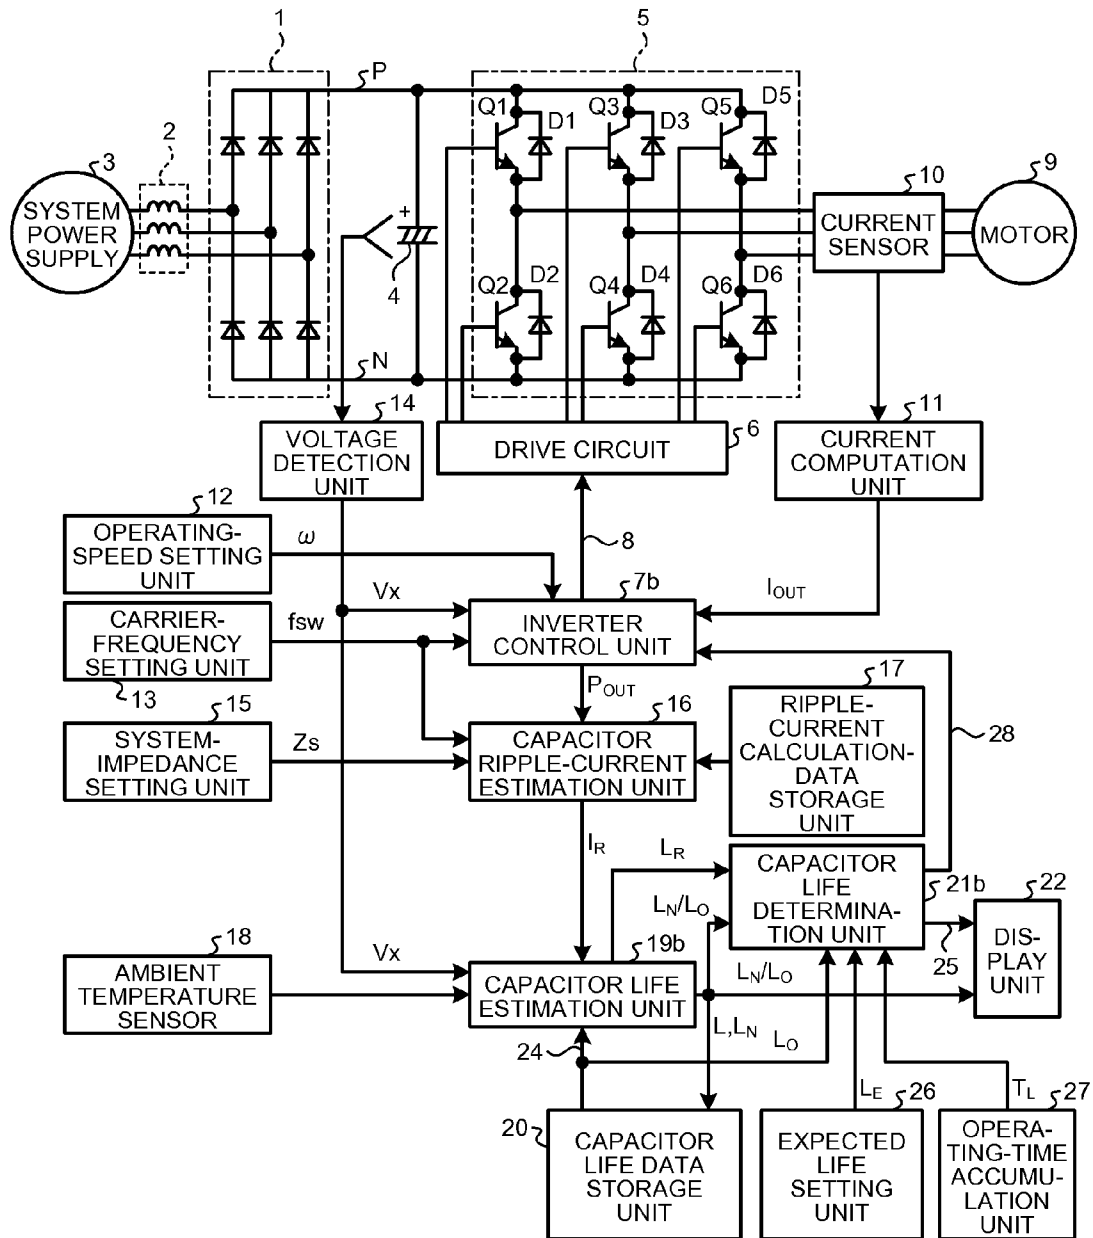 1
5
P
Q1
D1
Q3
D3
Q5
D5
2
3
SYSTEM
POWER
SUPPLY
+
4
10
CURRENT
SENSOR
9
MOTOR
Q2
D2
Q4
D4
Q6
D6
N
14
VOLTAGE
DETECTION
UNIT
DRIVE CIRCUIT
6
11
CURRENT
COMPUTATION
UNIT
12
OPERATING-
SPEED SETTING
UNIT
ω
8
7b
Vx
INVERTER
CONTROL UNIT
IOUT
CARRIER-
FREQUENCY
SETTING UNIT
fsw
13
POUT
15
SYSTEM-
IMPEDANCE
SETTING UNIT
Zs
16
CAPACITOR
RIPPLE-CURRENT
ESTIMATION UNIT
17
RIPPLE-
CURRENT
CALCULATION-
DATA
STORAGE
UNIT
28
IR
LR
CAPACITOR
LIFE
DETERMINA-
TION UNIT
21b
22
LN/LO
25
DIS-
PLAY
UNIT
18
AMBIENT
TEMPERATURE
SENSOR
Vx
19b
CAPACITOR LIFE
ESTIMATION UNIT
LN/LO
24
L,LN
LO
LE
26
TL
27
20
CAPACITOR
LIFE DATA
STORAGE
UNIT
EXPECTED
LIFE
SETTING
UNIT
OPERA-
TING-TIME
ACCUMU-
LATION
UNIT